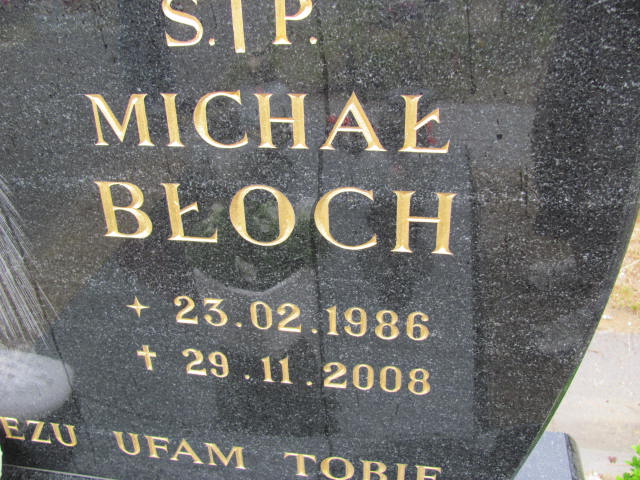 Ś.†P.
MICHAŁ
BŁOCH
23.02.1986
† 29.11.2008
EZU UFAM TOBIE